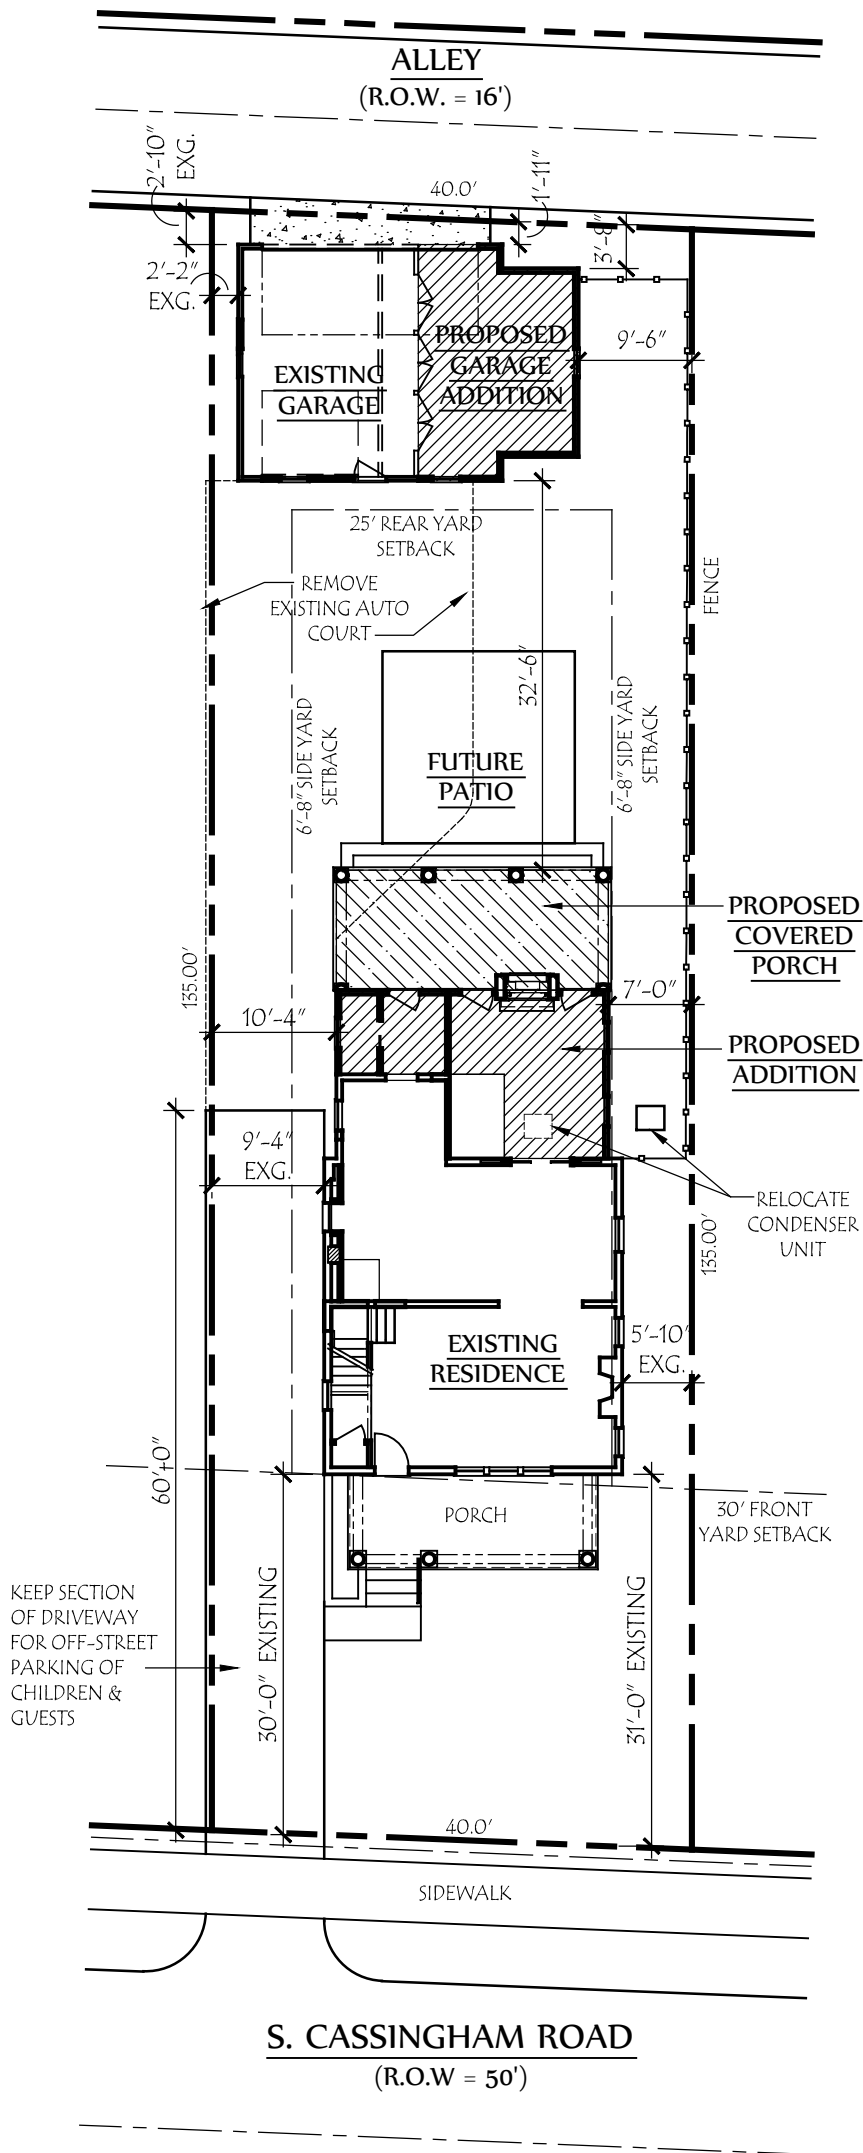 ALLEY
(R.O.W. = 16')
2'-10"
EXG.
40.0'
1'-11"
3'-8"
2'-2"
EXG.
9'-6"
EXISTING
GARAGE
PROPOSED
GARAGE
ADDITION
25' REAR YARD
SETBACK
REMOVE
EXISTING AUTO
COURT
FENCE
32'-6"
6'-8" SIDE YARD
SETBACK
6'-8" SIDE YARD
SETBACK
FUTURE
PATIO
PROPOSED
COVERED
PORCH
135.00'
10'-4"
7'-0"
PROPOSED
ADDITION
9'-4"
EXG.
RELOCATE
CONDENSER
UNIT
135.00'
EXISTING
RESIDENCE
5'-10"
EXG.
60'+0"
PORCH
30' FRONT
YARD SETBACK
KEEP SECTION
OF DRIVEWAY
FOR OFF-STREET
PARKING OF
CHILDREN &
GUESTS
30'-0" EXISTING
31'-0" EXISTING
40.0'
SIDEWALK
S. CASSINGHAM ROAD
(R.O.W = 50')